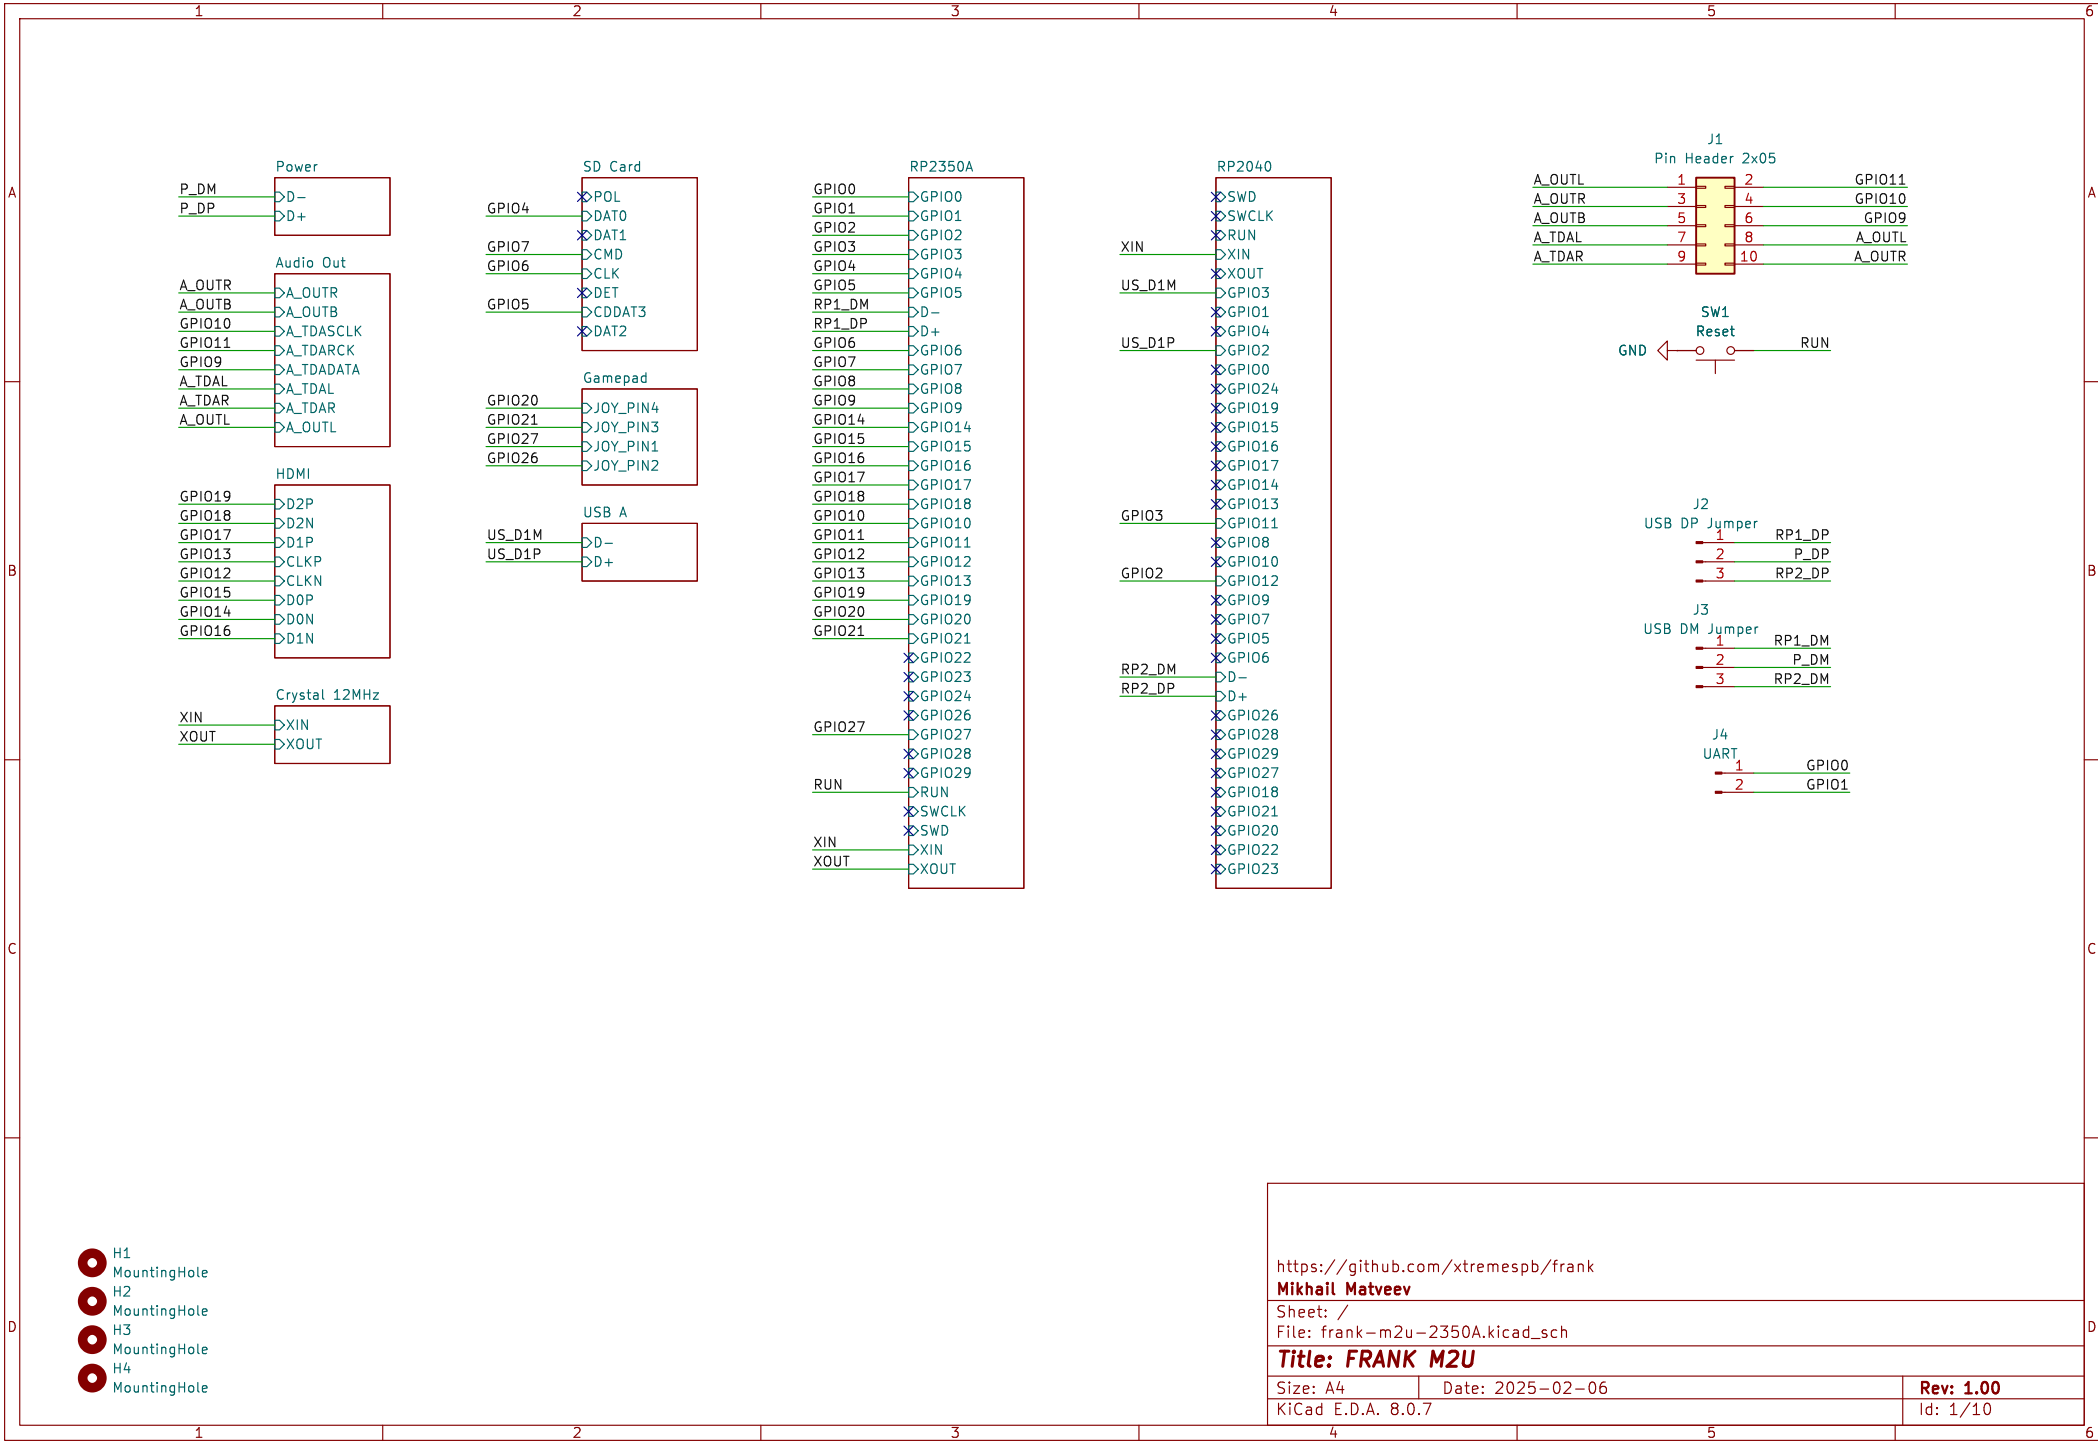 1 2 3 4 5 6
A
B
C
D
A
B
C
D
1 2 3 4 5 6
Power
P_DM D-
P_DP D+
Audio Out
A_OUTR A_OUTR
A_OUTB A_OUTB
GPIO10 A_TDASCLK
GPIO11 A_TDARCK
GPIO9 A_TDADATA
A_TDAL A_TDAL
A_TDAR A_TDAR
A_OUTL A_OUTL
HDMI
GPIO19 D2P
GPIO18 D2N
GPIO17 D1P
GPIO13 CLKP
GPIO12 CLKN
GPIO15 D0P
GPIO14 D0N
GPIO16 D1N
Crystal 12MHz
XIN XIN
XOUT XOUT
SD Card
POL
GPIO4 DAT0
DAT1
GPIO7 CMD
GPIO6 CLK
DET
GPIO5 CDDAT3
DAT2
Gamepad
GPIO20 JOY_PIN4
GPIO21 JOY_PIN3
GPIO27 JOY_PIN1
GPIO26 JOY_PIN2
USB A
US_D1M D-
US_D1P D+
RP2350A
GPIO0 GPIO0
GPIO1 GPIO1
GPIO2 GPIO2
GPIO3 GPIO3
GPIO4 GPIO4
GPIO5 GPIO5
RP1_DM D-
RP1_DP D+
GPIO6 GPIO6
GPIO7 GPIO7
GPIO8 GPIO8
GPIO9 GPIO9
GPIO14 GPIO14
GPIO15 GPIO15
GPIO16 GPIO16
GPIO17 GPIO17
GPIO18 GPIO18
GPIO10 GPIO10
GPIO11 GPIO11
GPIO12 GPIO12
GPIO13 GPIO13
GPIO19 GPIO19
GPIO20 GPIO20
GPIO21 GPIO21
GPIO22
GPIO23
GPIO24
GPIO26
GPIO27 GPIO27
GPIO28
GPIO29
RUN RUN
SWCLK
SWD
XIN XIN
XOUT XOUT
RP2040
SWD
SWCLK
RUN
XIN XIN
XOUT
US_D1M GPIO3
GPIO1
GPIO4
US_D1P GPIO2
GPIO0
GPIO24
GPIO19
GPIO15
GPIO16
GPIO17
GPIO14
GPIO13
GPIO3 GPIO11
GPIO8
GPIO10
GPIO2 GPIO12
GPIO9
GPIO7
GPIO5
GPIO6
RP2_DM D-
RP2_DP D+
GPIO26
GPIO28
GPIO29
GPIO27
GPIO18
GPIO21
GPIO20
GPIO22
GPIO23
J1
Pin Header 2x05
A_OUTL 1 2 GPIO11
A_OUTR 3 4 GPIO10
A_OUTB 5 6 GPIO9
A_TDAL 7 8 A_OUTL
A_TDAR 9 10 A_OUTR
SW1
Reset
GND RUN
J2
USB DP Jumper
1 RP1_DP
2 P_DP
3 RP2_DP
J3
USB DM Jumper
1 RP1_DM
2 P_DM
3 RP2_DM
J4
UART
1 GPIO0
2 GPIO1
H1
MountingHole
H2
MountingHole
H3
MountingHole
H4
MountingHole
https://github.com/xtremespb/frank
Mikhail Matveev
Sheet: /
File: frank-m2u-2350A.kicad_sch
Title: FRANK M2U
Size: A4 Date: 2025-02-06 Rev: 1.00
KiCad E.D.A. 8.0.7 Id: 1/10